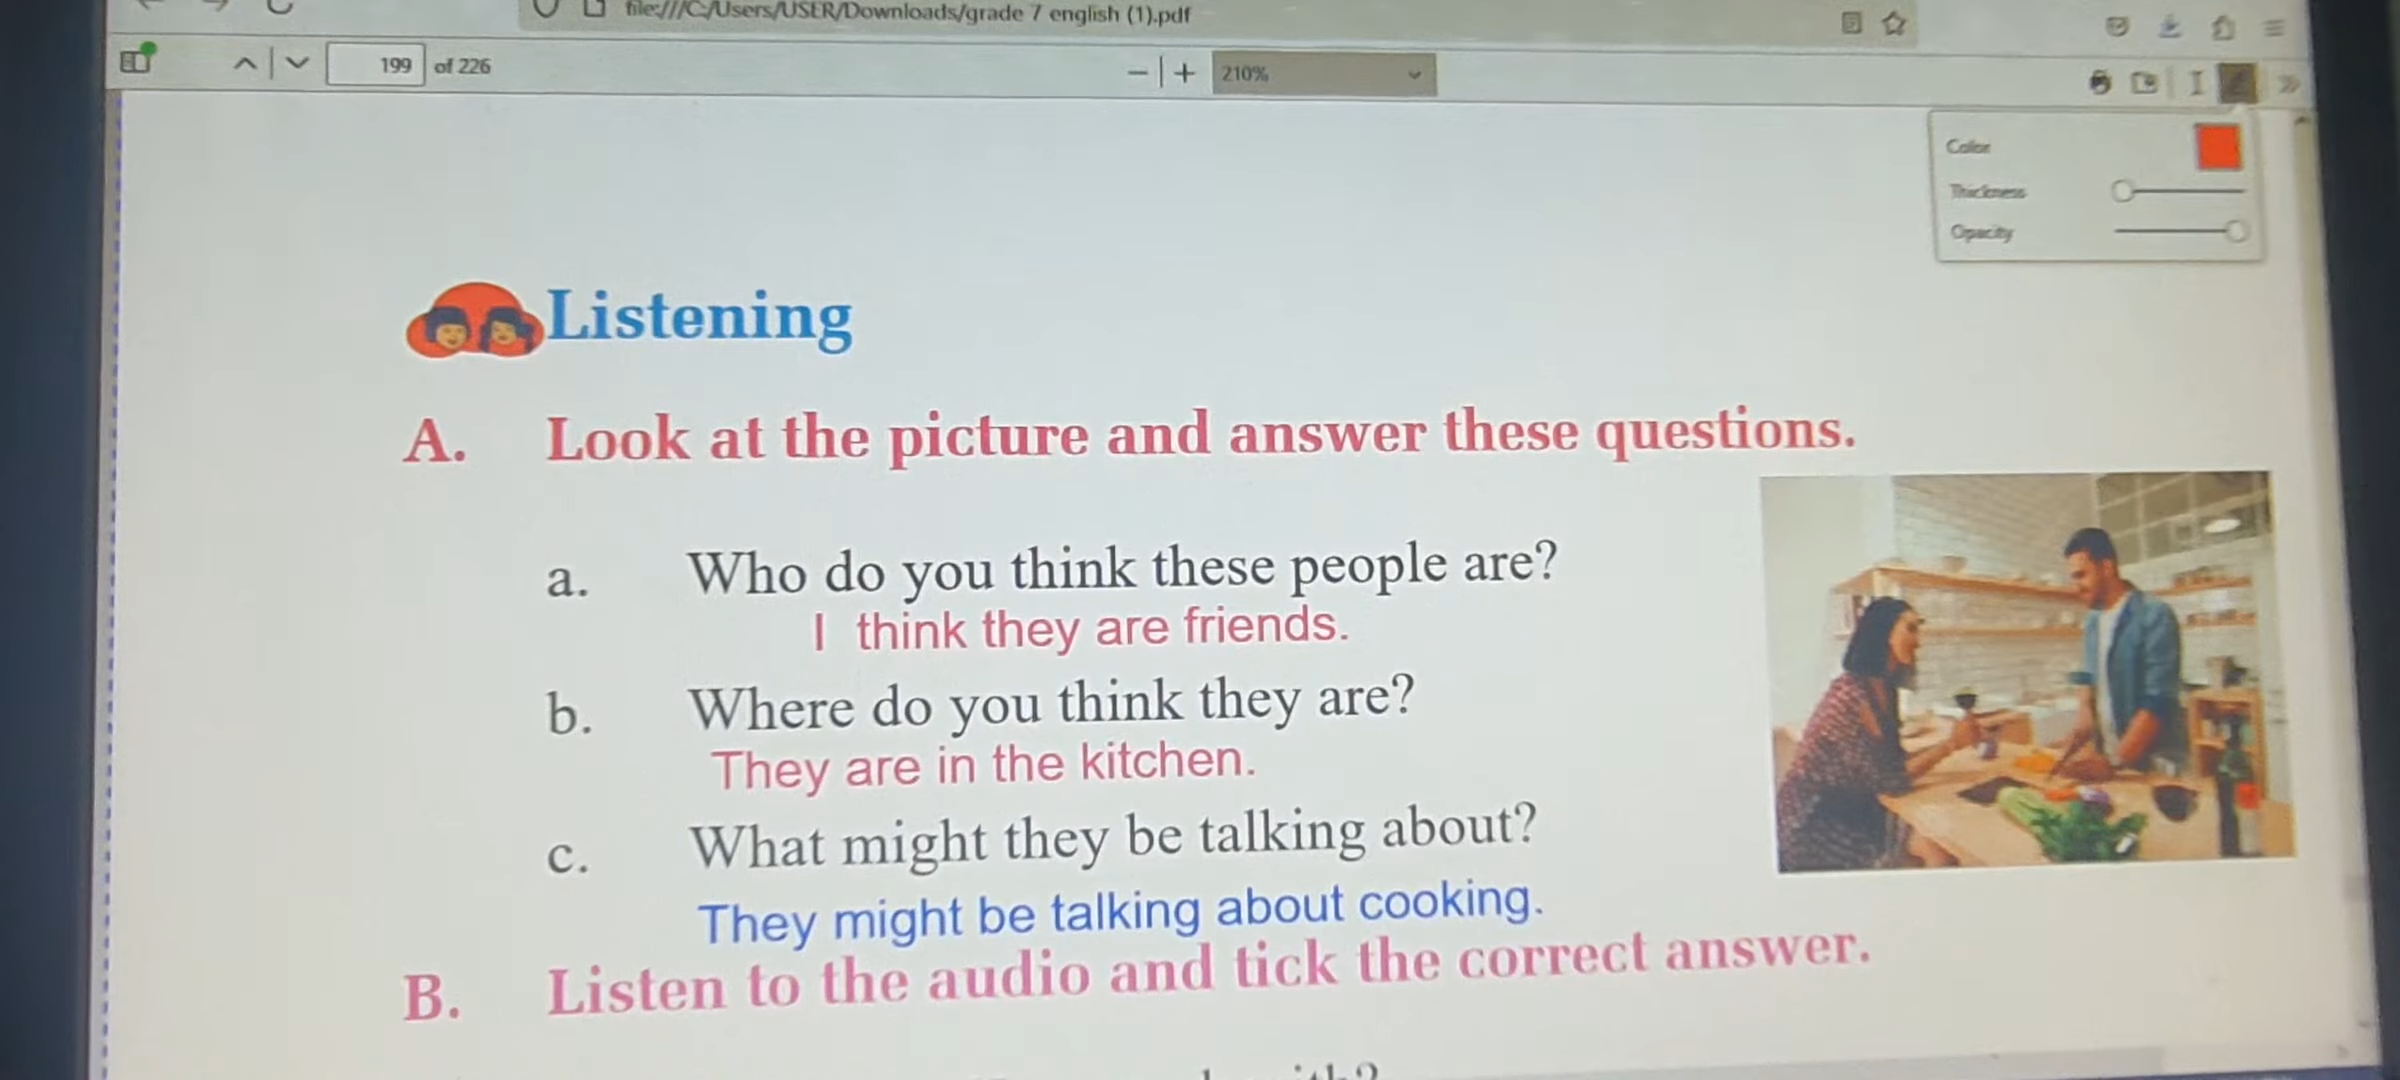 file:///C:/Users/USER/Downloads/grade 7 english (1).pdf
199 of 226
210%
Color
Thickness
Opacity
Listening
A. Look at the picture and answer these questions.
a. Who do you think these people are?
I think they are friends.
b. Where do you think they are?
They are in the kitchen.
c. What might they be talking about?
They might be talking about cooking.
B. Listen to the audio and tick the correct answer.